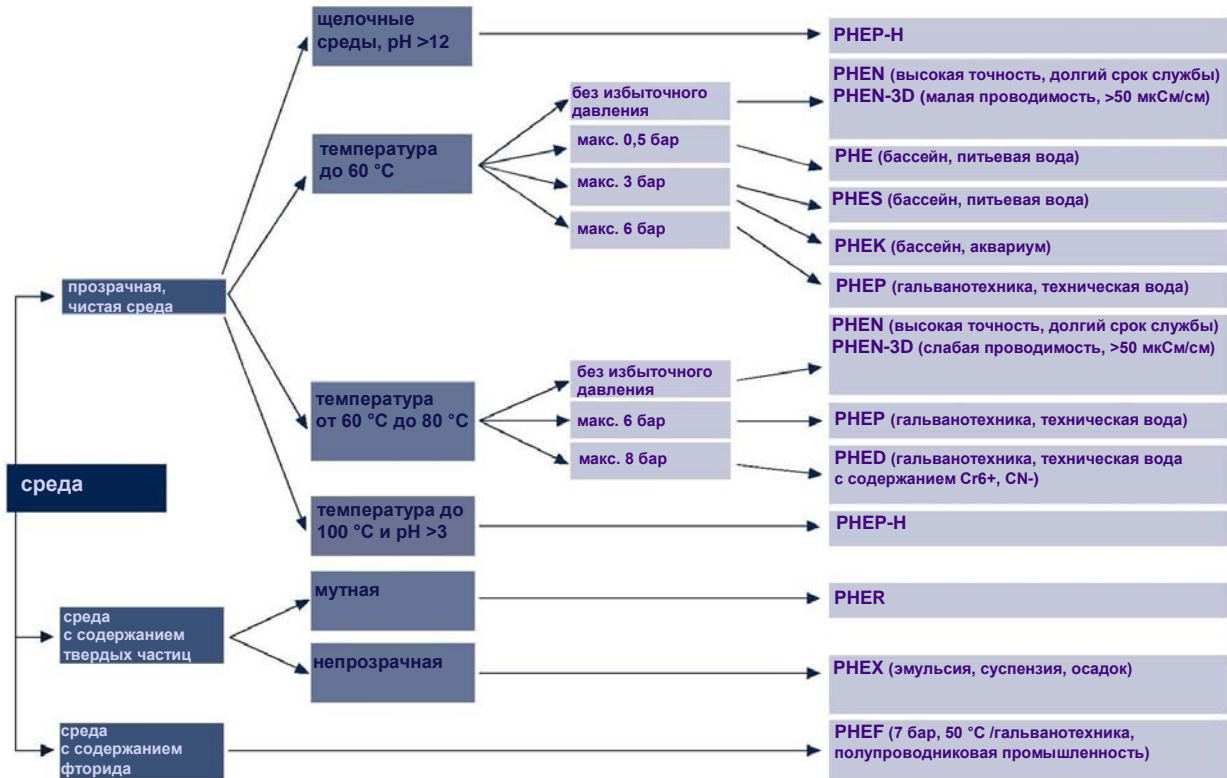 среда
прозрачная,
чистая среда
среда
с содержанием
твердых частиц
среда
с содержанием
фторида
щелочные
среды, pH >12
температура
до 60 °C
температура
от 60 °C до 80 °C
температура до
100 °C и pH >3
мутная
непрозрачная
без избыточного
давления
макс. 0,5 бар
макс. 3 бар
макс. 6 бар
без избыточного
давления
макс. 6 бар
макс. 8 бар
PHEP-H
PHEN (высокая точность, долгий срок службы)
PHEN-3D (малая проводимость, >50 мкСм/см)
PHE (бассейн, питьевая вода)
PHES (бассейн, питьевая вода)
PHEK (бассейн, аквариум)
PHEP (гальванотехника, техническая вода)
PHEN (высокая точность, долгий срок службы)
PHEN-3D (слабая проводимость, >50 мкСм/см)
PHEP (гальванотехника, техническая вода)
PHED (гальванотехника, техническая вода
с содержанием Cr6+, CN-)
PHEP-H
PHER
PHEX (эмульсия, суспензия, осадок)
PHEF (7 бар, 50 °C /гальванотехника,
полупроводниковая промышленность)